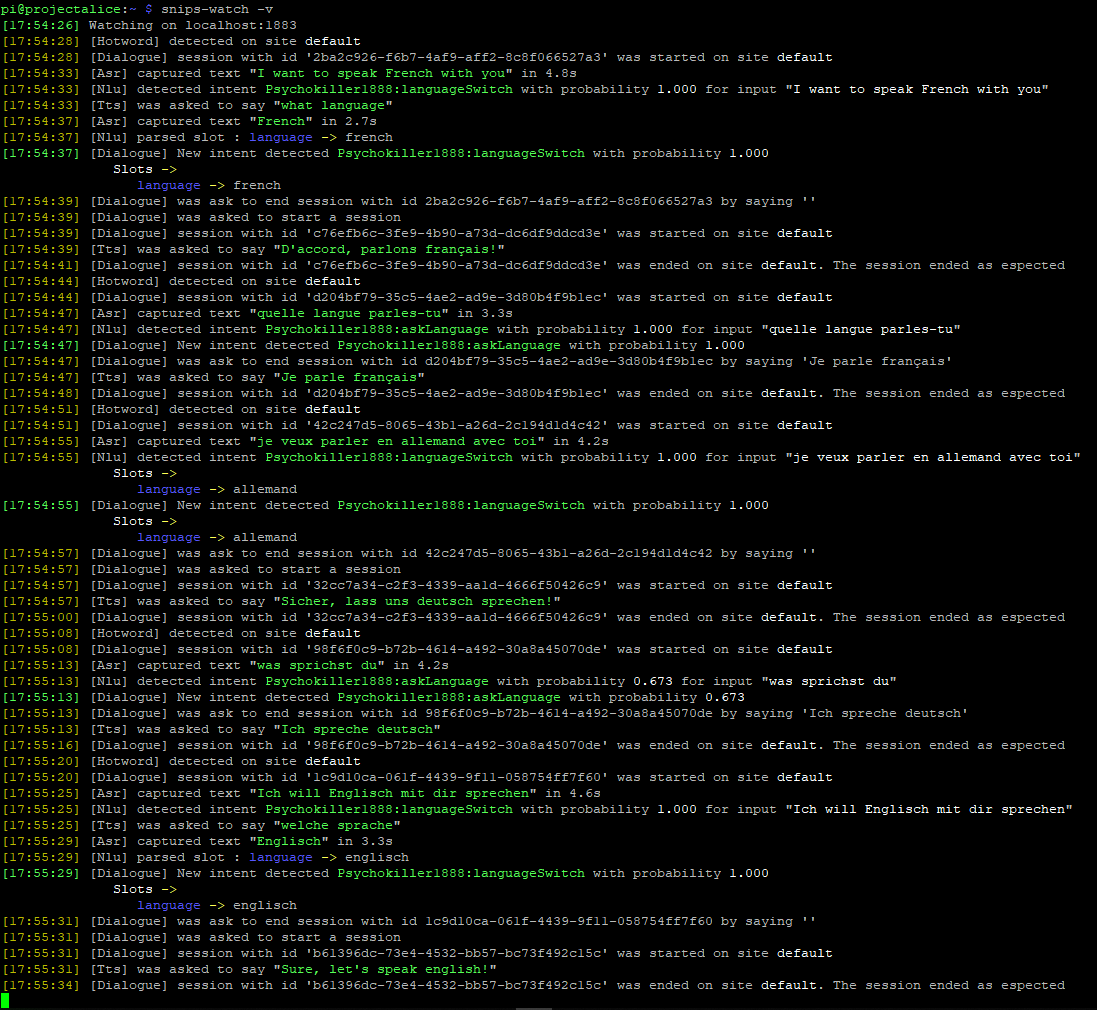 pi@projectalice:~ $ snips-watch -v
[17:54:26] Watching on localhost:1883
[17:54:28] [Hotword] detected on site default
[17:54:28] [Dialogue] session with id '2ba2c926-f6b7-4af9-aff2-8c8f066527a3' was started on site default
[17:54:33] [Asr] captured text "I want to speak French with you" in 4.8s
[17:54:33] [Nlu] detected intent Psychokiller1888:languageSwitch with probability 1.000 for input "I want to speak French with you"
[17:54:33] [Tts] was asked to say "what language"
[17:54:37] [Asr] captured text "French" in 2.7s
[17:54:37] [Nlu] parsed slot : language -> french
[17:54:37] [Dialogue] New intent detected Psychokiller1888:languageSwitch with probability 1.000
Slots ->
language -> french
[17:54:39] [Dialogue] was ask to end session with id 2ba2c926-f6b7-4af9-aff2-8c8f066527a3 by saying ''
[17:54:39] [Dialogue] was asked to start a session
[17:54:39] [Dialogue] session with id 'c76efb6c-3fe9-4b90-a73d-dc6df9ddcd3e' was started on site default
[17:54:39] [Tts] was asked to say "D'accord, parlons français!"
[17:54:41] [Dialogue] session with id 'c76efb6c-3fe9-4b90-a73d-dc6df9ddcd3e' was ended on site default. The session ended as espected
[17:54:44] [Hotword] detected on site default
[17:54:44] [Dialogue] session with id 'd204bf79-35c5-4ae2-ad9e-3d80b4f9b1ec' was started on site default
[17:54:47] [Asr] captured text "quelle langue parles-tu" in 3.3s
[17:54:47] [Nlu] detected intent Psychokiller1888:askLanguage with probability 1.000 for input "quelle langue parles-tu"
[17:54:47] [Dialogue] New intent detected Psychokiller1888:askLanguage with probability 1.000
[17:54:47] [Dialogue] was ask to end session with id d204bf79-35c5-4ae2-ad9e-3d80b4f9b1ec by saying 'Je parle français'
[17:54:47] [Tts] was asked to say "Je parle français"
[17:54:48] [Dialogue] session with id 'd204bf79-35c5-4ae2-ad9e-3d80b4f9b1ec' was ended on site default. The session ended as espected
[17:54:51] [Hotword] detected on site default
[17:54:51] [Dialogue] session with id '42c247d5-8065-43b1-a26d-2c194d1d4c42' was started on site default
[17:54:55] [Asr] captured text "je veux parler en allemand avec toi" in 4.2s
[17:54:55] [Nlu] detected intent Psychokiller1888:languageSwitch with probability 1.000 for input "je veux parler en allemand avec toi"
Slots ->
language -> allemand
[17:54:55] [Dialogue] New intent detected Psychokiller1888:languageSwitch with probability 1.000
Slots ->
language -> allemand
[17:54:57] [Dialogue] was ask to end session with id 42c247d5-8065-43b1-a26d-2c194d1d4c42 by saying ''
[17:54:57] [Dialogue] was asked to start a session
[17:54:57] [Dialogue] session with id '32cc7a34-c2f3-4339-aa1d-4666f50426c9' was started on site default
[17:54:57] [Tts] was asked to say "Sicher, lass uns deutsch sprechen!"
[17:55:00] [Dialogue] session with id '32cc7a34-c2f3-4339-aa1d-4666f50426c9' was ended on site default. The session ended as espected
[17:55:08] [Hotword] detected on site default
[17:55:08] [Dialogue] session with id '98f6f0c9-b72b-4614-a492-30a8a45070de' was started on site default
[17:55:13] [Asr] captured text "was sprichst du" in 4.2s
[17:55:13] [Nlu] detected intent Psychokiller1888:askLanguage with probability 0.673 for input "was sprichst du"
[17:55:13] [Dialogue] New intent detected Psychokiller1888:askLanguage with probability 0.673
[17:55:13] [Dialogue] was ask to end session with id 98f6f0c9-b72b-4614-a492-30a8a45070de by saying 'Ich spreche deutsch'
[17:55:13] [Tts] was asked to say "Ich spreche deutsch"
[17:55:16] [Dialogue] session with id '98f6f0c9-b72b-4614-a492-30a8a45070de' was ended on site default. The session ended as espected
[17:55:20] [Hotword] detected on site default
[17:55:20] [Dialogue] session with id '1c9d10ca-061f-4439-9f11-058754ff7f60' was started on site default
[17:55:25] [Asr] captured text "Ich will Englisch mit dir sprechen" in 4.6s
[17:55:25] [Nlu] detected intent Psychokiller1888:languageSwitch with probability 1.000 for input "Ich will Englisch mit dir sprechen"
[17:55:25] [Tts] was asked to say "welche sprache"
[17:55:29] [Asr] captured text "Englisch" in 3.3s
[17:55:29] [Nlu] parsed slot : language -> englisch
[17:55:29] [Dialogue] New intent detected Psychokiller1888:languageSwitch with probability 1.000
Slots ->
language -> englisch
[17:55:31] [Dialogue] was ask to end session with id 1c9d10ca-061f-4439-9f11-058754ff7f60 by saying ''
[17:55:31] [Dialogue] was asked to start a session
[17:55:31] [Dialogue] session with id 'b61396dc-73e4-4532-bb57-bc73f492c15c' was started on site default
[17:55:31] [Tts] was asked to say "Sure, let's speak english!"
[17:55:34] [Dialogue] session with id 'b61396dc-73e4-4532-bb57-bc73f492c15c' was ended on site default. The session ended as espected